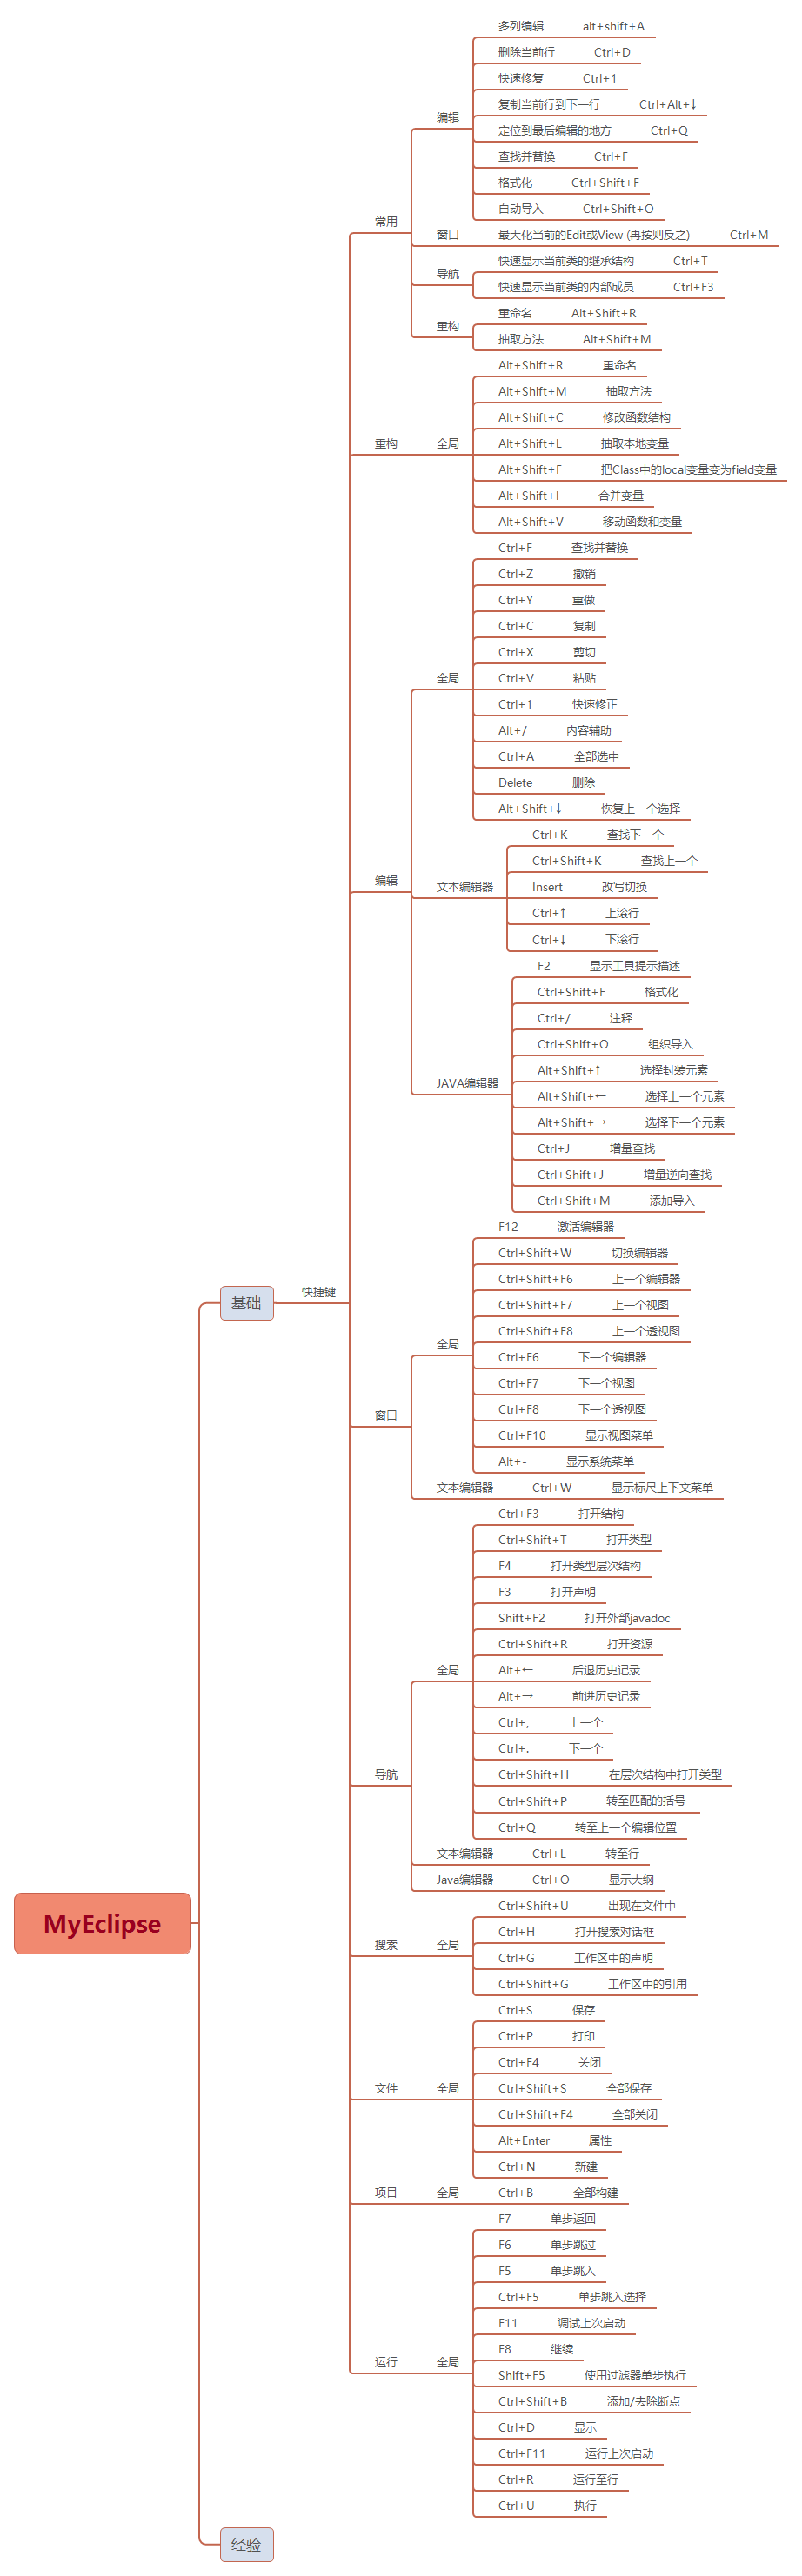 多列编辑 alt+shift+A
删除当前行 Ctrl+D
快速修复 Ctrl+1
复制当前行到下一行 Ctrl+Alt+↓
编辑
定位到最后编辑的地方 Ctrl+Q
查找并替换 Ctrl+F
格式化 Ctrl+Shift+F
自动导入 Ctrl+Shift+O
常用
窗口 最大化当前的Edit或View (再按则反之) Ctrl+M
快速显示当前类的继承结构 Ctrl+T
导航
快速显示当前类的内部成员 Ctrl+F3
重命名 Alt+Shift+R
重构
抽取方法 Alt+Shift+M
Alt+Shift+R 重命名
Alt+Shift+M 抽取方法
Alt+Shift+C 修改函数结构
重构 全局 Alt+Shift+L 抽取本地变量
Alt+Shift+F 把Class中的local变量变为field变量
Alt+Shift+I 合并变量
Alt+Shift+V 移动函数和变量
Ctrl+F 查找并替换
Ctrl+Z 撤销
Ctrl+Y 重做
Ctrl+C 复制
Ctrl+X 剪切
全局 Ctrl+V 粘贴
Ctrl+1 快速修正
Alt+/ 内容辅助
Ctrl+A 全部选中
Delete 删除
Alt+Shift+↓ 恢复上一个选择
Ctrl+K 查找下一个
Ctrl+Shift+K 查找上一个
编辑
文本编辑器 Insert 改写切换
Ctrl+↑ 上滚行
Ctrl+↓ 下滚行
F2 显示工具提示描述
Ctrl+Shift+F 格式化
Ctrl+/ 注释
Ctrl+Shift+O 组织导入
Alt+Shift+↑ 选择封装元素
JAVA编辑器
Alt+Shift+← 选择上一个元素
Alt+Shift+→ 选择下一个元素
Ctrl+J 增量查找
Ctrl+Shift+J 增量逆向查找
Ctrl+Shift+M 添加导入
F12 激活编辑器
Ctrl+Shift+W 切换编辑器
Ctrl+Shift+F6 上一个编辑器
基础 快捷键
Ctrl+Shift+F7 上一个视图
Ctrl+Shift+F8 上一个透视图
全局
Ctrl+F6 下一个编辑器
Ctrl+F7 下一个视图
Ctrl+F8 下一个透视图
窗口
Ctrl+F10 显示视图菜单
Alt+- 显示系统菜单
文本编辑器 Ctrl+W 显示标尺上下文菜单
Ctrl+F3 打开结构
Ctrl+Shift+T 打开类型
F4 打开类型层次结构
F3 打开声明
Shift+F2 打开外部javadoc
Ctrl+Shift+R 打开资源
全局 Alt+← 后退历史记录
Alt+→ 前进历史记录
Ctrl+, 上一个
Ctrl+. 下一个
导航 Ctrl+Shift+H 在层次结构中打开类型
Ctrl+Shift+P 转至匹配的括号
Ctrl+Q 转至上一个编辑位置
文本编辑器 Ctrl+L 转至行
Java编辑器 Ctrl+O 显示大纲
Ctrl+Shift+U 出现在文件中
MyEclipse
Ctrl+H 打开搜索对话框
搜索 全局
Ctrl+G 工作区中的声明
Ctrl+Shift+G 工作区中的引用
Ctrl+S 保存
Ctrl+P 打印
Ctrl+F4 关闭
文件 全局 Ctrl+Shift+S 全部保存
Ctrl+Shift+F4 全部关闭
Alt+Enter 属性
Ctrl+N 新建
项目 全局 Ctrl+B 全部构建
F7 单步返回
F6 单步跳过
F5 单步跳入
Ctrl+F5 单步跳入选择
F11 调试上次启动
F8 继续
运行 全局
Shift+F5 使用过滤器单步执行
Ctrl+Shift+B 添加/去除断点
Ctrl+D 显示
Ctrl+F11 运行上次启动
Ctrl+R 运行至行
Ctrl+U 执行
经验